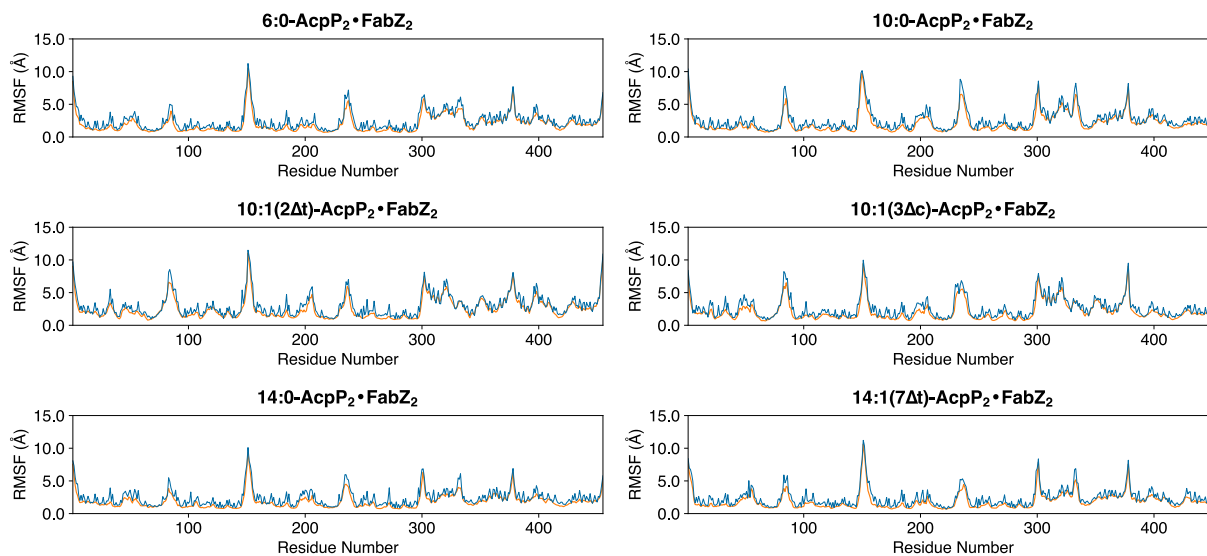 6:0-AcpP₂•FabZ₂
15.0
10.0
5.0
0.0
RMSF (Å)
100
200
300
400
Residue Number
10:0-AcpP₂•FabZ₂
15.0
10.0
5.0
0.0
RMSF (Å)
100
200
300
400
Residue Number
10:1(2Δt)-AcpP₂•FabZ₂
15.0
10.0
5.0
0.0
RMSF (Å)
100
200
300
400
Residue Number
10:1(3Δc)-AcpP₂•FabZ₂
15.0
10.0
5.0
0.0
RMSF (Å)
100
200
300
400
Residue Number
14:0-AcpP₂•FabZ₂
15.0
10.0
5.0
0.0
RMSF (Å)
100
200
300
400
Residue Number
14:1(7Δt)-AcpP₂•FabZ₂
15.0
10.0
5.0
0.0
RMSF (Å)
100
200
300
400
Residue Number